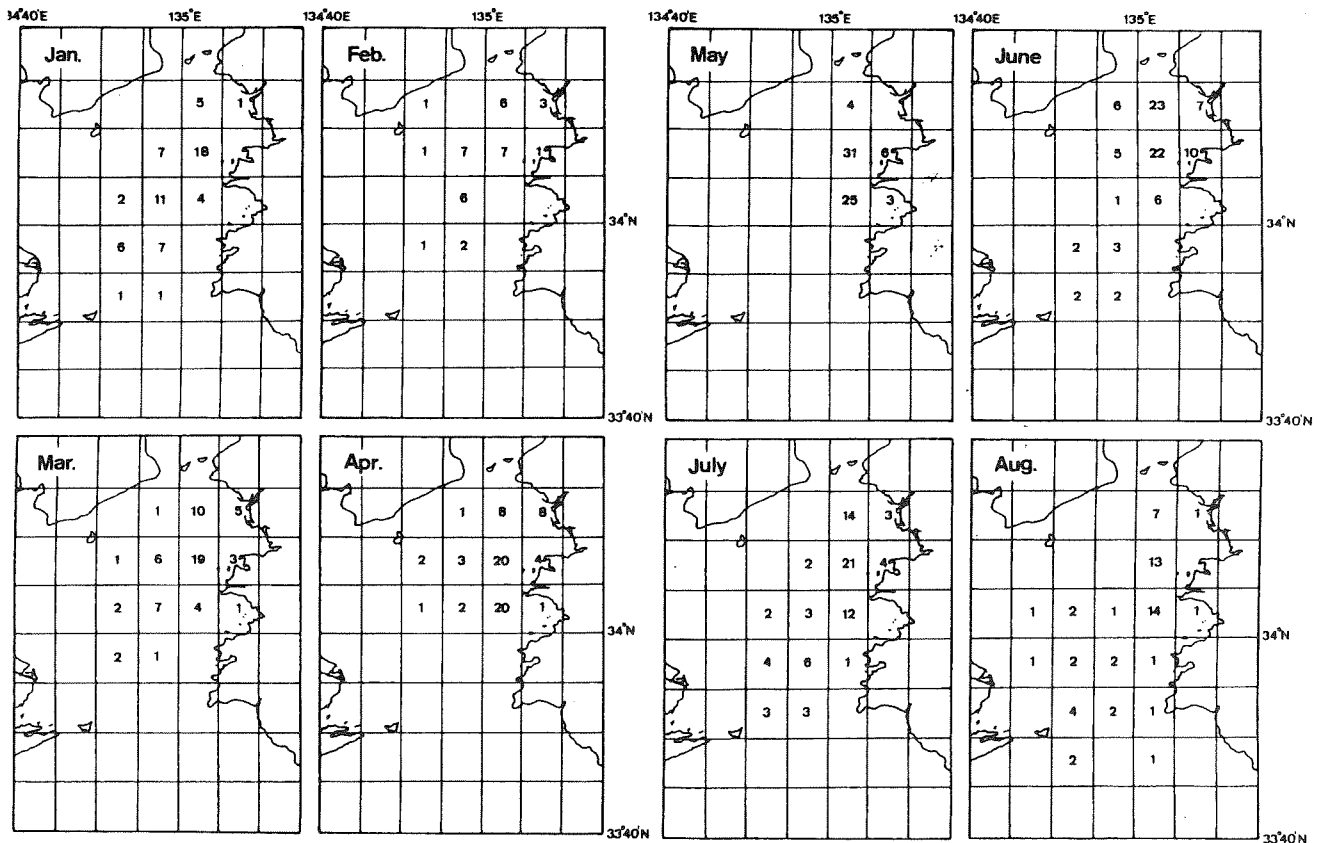 134°40'E 135°E 134°40'E 135°E 134°40'E 135°E 134°40'E 135°E
Jan.
5 1
7 18
2 11 4
6 7
1 1
Feb.
1 6 3
1 7 7 1
6
1 2
34°N
33°40'N
May
4
31 6
25 3
June
6 23 7
5 22 10
1 6
2 3
2 2
34°N
33°40'N
Mar.
1 10 5
1 6 19 3
2 7 4 1
2 1
Apr.
1 8 8
2 3 20 4
1 2 20 1
34°N
33°40'N
July
14 3
2 21 4
2 3 12
4 6 1
3 3
Aug.
7 1
13
1 2 1 14 1
1 2 2 1
4 2 1
2 1
34°N
33°40'N